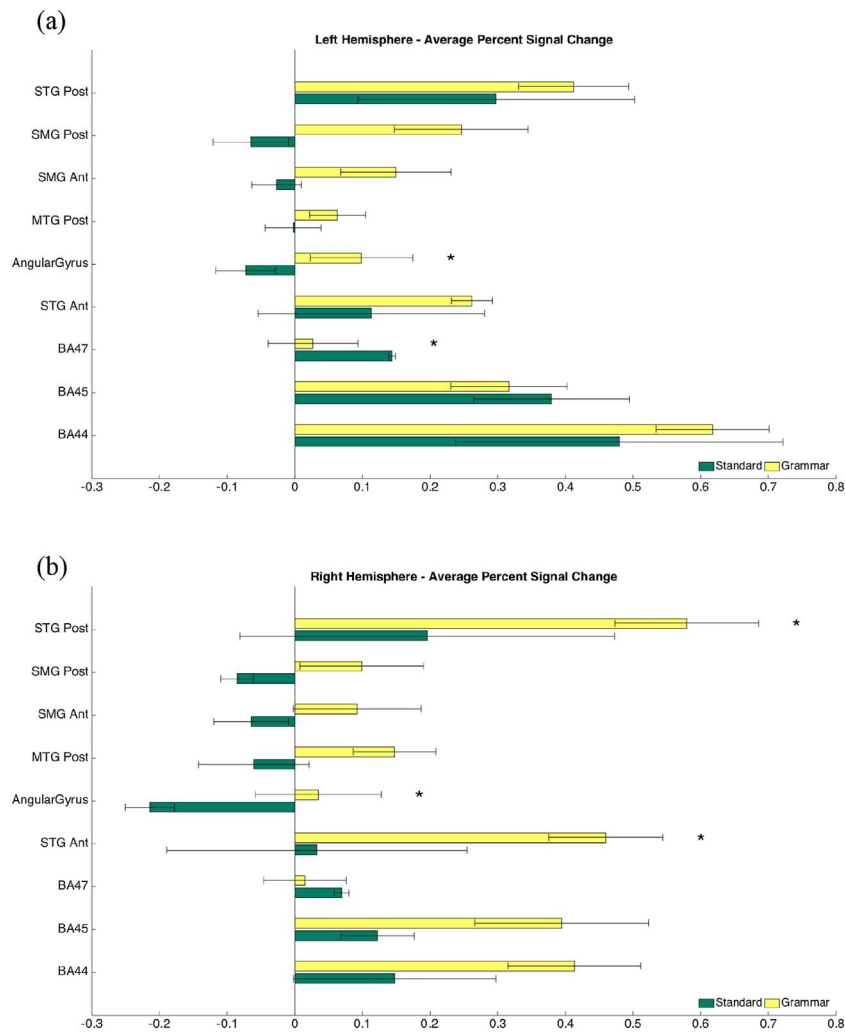 (a)
Left Hemisphere - Average Percent Signal Change
STG Post
SMG Post
SMG Ant
MTG Post
AngularGyrus *
STG Ant
BA47 *
BA45
BA44
Standard Grammar
-0.3 -0.2 -0.1 0 0.1 0.2 0.3 0.4 0.5 0.6 0.7 0.8
(b)
Right Hemisphere - Average Percent Signal Change
STG Post *
SMG Post
SMG Ant
MTG Post
AngularGyrus *
STG Ant *
BA47
BA45
BA44
Standard Grammar
-0.3 -0.2 -0.1 0 0.1 0.2 0.3 0.4 0.5 0.6 0.7 0.8